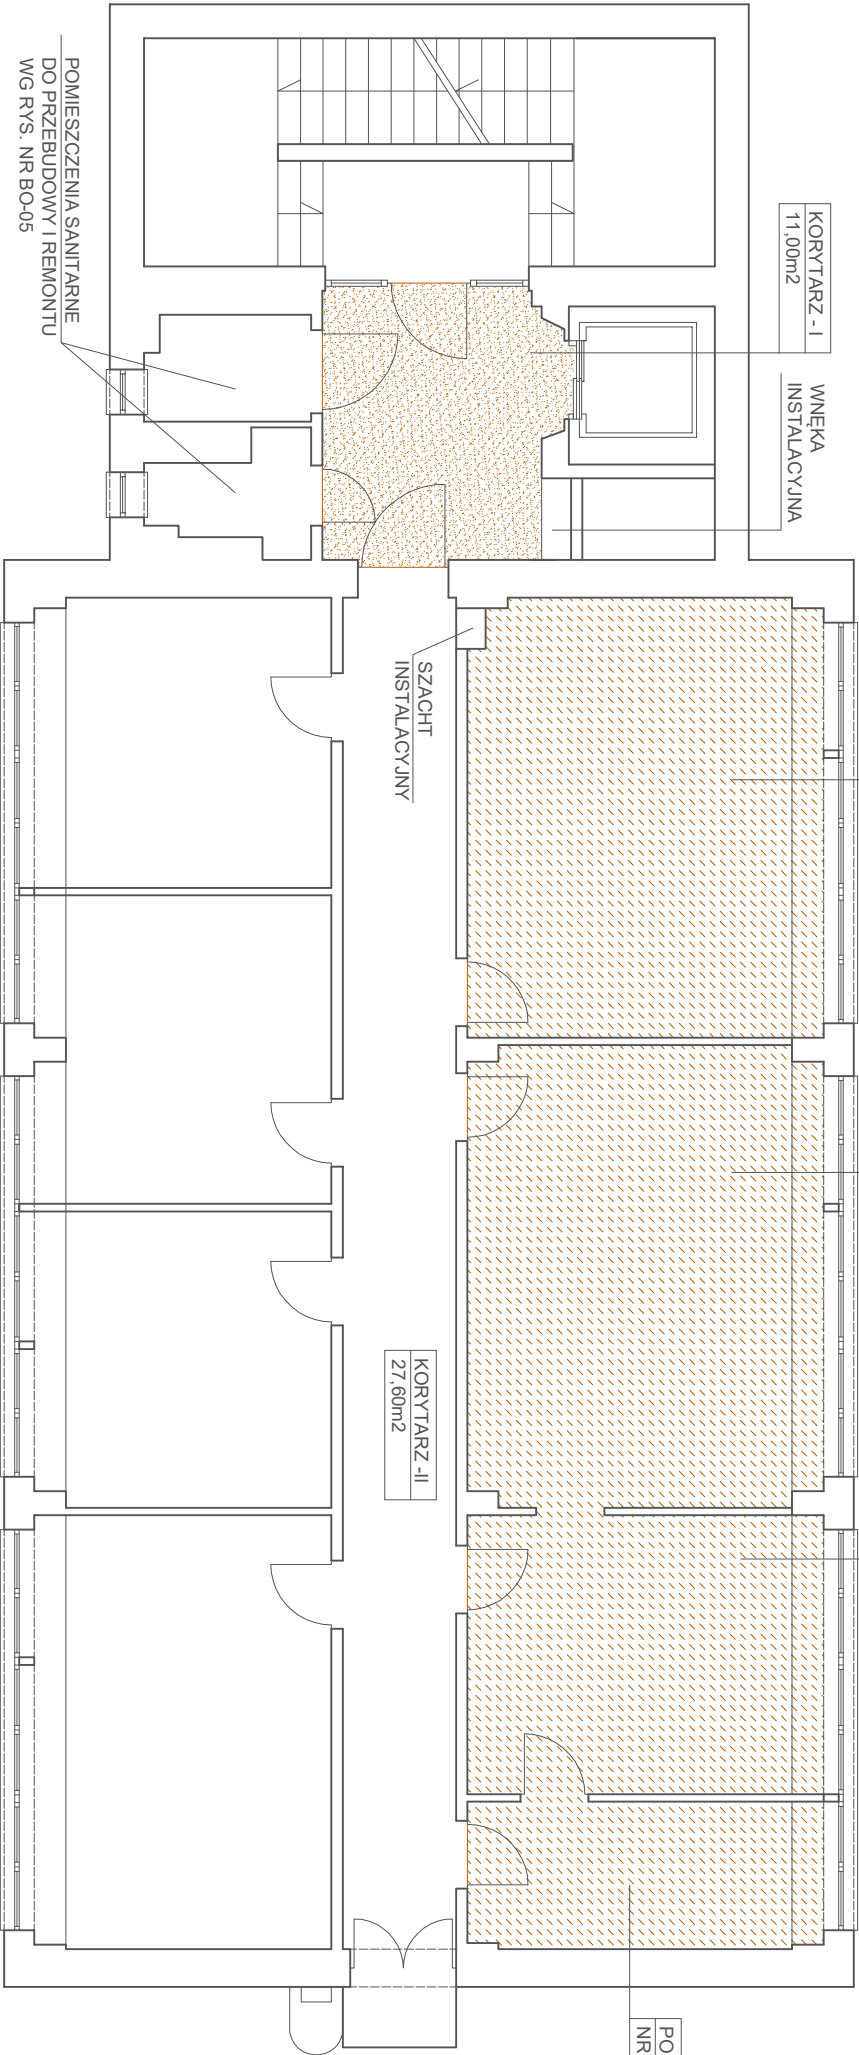 KORYTARZ - I
11,00m2
WNĘKA
INSTALACYJNA
POMIESZCZENIA SANITARNE
DO PRZEBUDOWY I REMONTU
WG RYS. NR BO-05
SZACHT
INSTALACYJNY
KORYTARZ -II
27,60m2
PO
NR